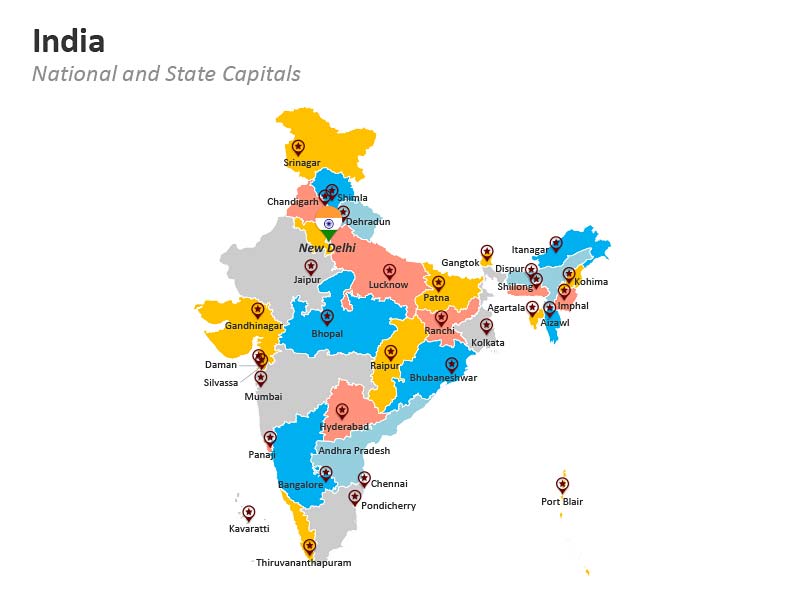 India
National and State Capitals
Srinagar
Chandigarh
Shimla
Dehradun
New Delhi
Jaipur
Lucknow
Gangtok
Itanagar
Dispur
Shillong
Kohima
Imphal
Agartala
Aizawl
Patna
Ranchi
Kolkata
Gandhinagar
Bhopal
Raipur
Bhubaneshwar
Daman
Silvassa
Mumbai
Hyderabad
Panaji
Andhra Pradesh
Bangalore
Chennai
Pondicherry
Port Blair
Kavaratti
Thiruvananthapuram